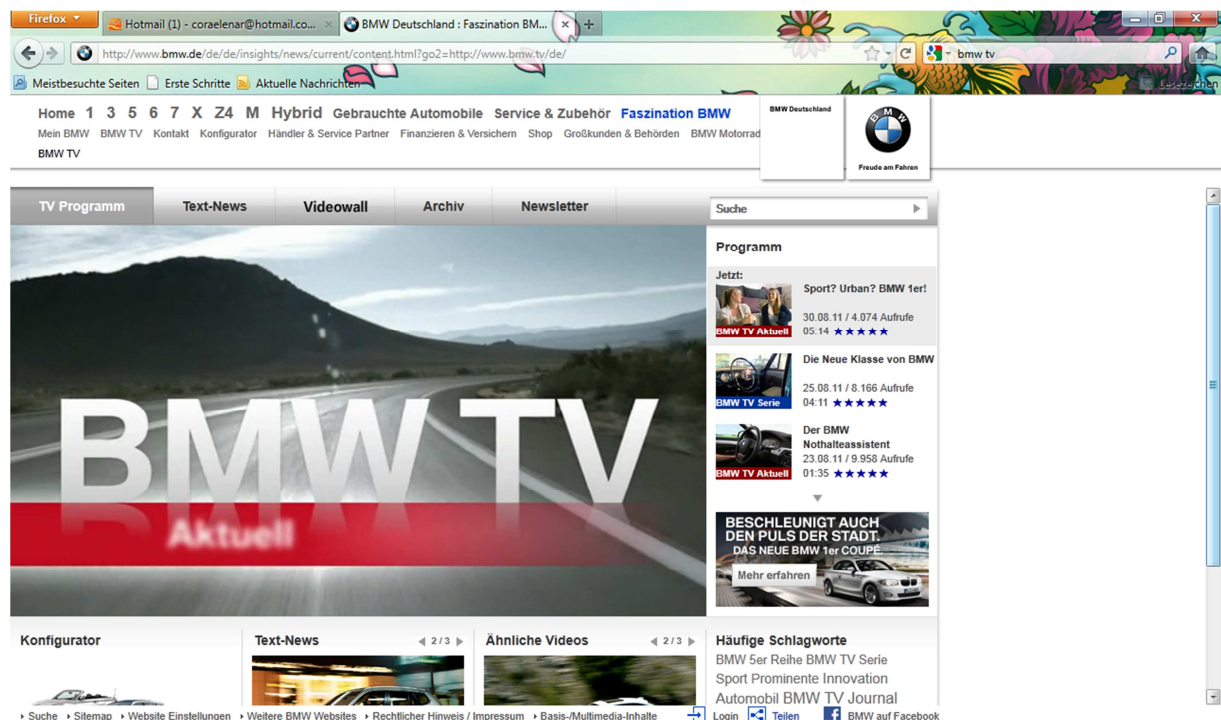 Firefox
Hotmail (1) - coraelenar@hotmail.co...
BMW Deutschland : Faszination BM...
http://www.bmw.de/de/de/insights/news/current/content.html?go2=http://www.bmw.tv/de/
bmw tv
Meistbesuchte Seiten Erste Schritte Aktuelle Nachrichten
Lesezeichen
Home 1 3 5 6 7 X Z4 M Hybrid Gebrauchte Automobile Service & Zubehör Faszination BMW
Mein BMW BMW TV Kontakt Konfigurator Händler & Service Partner Finanzieren & Versichern Shop Großkunden & Behörden BMW Motorrad
BMW TV
BMW Deutschland
BMW
Freude am Fahren
TV Programm Text-News Videowall Archiv Newsletter
Suche
BMW TV
Aktuell
Programm
Jetzt:
Sport? Urban? BMW 1er!
30.08.11 / 4.074 Aufrufe
05:14 ★★★★★
BMW TV Aktuell
Die Neue Klasse von BMW
25.08.11 / 8.166 Aufrufe
04:11 ★★★★★
BMW TV Serie
Der BMW
Nothalteassistent
23.08.11 / 9.958 Aufrufe
01:35 ★★★★★
BMW TV Aktuell
BESCHLEUNIGT AUCH
DEN PULS DER STADT.
DAS NEUE BMW 1er COUPÉ.
Mehr erfahren
Konfigurator
Text-News 2/3
Ähnliche Videos 2/3
Häufige Schlagworte
BMW 5er Reihe BMW TV Serie
Sport Prominente Innovation
Automobil BMW TV Journal
Suche Sitemap Website Einstellungen Weitere BMW Websites Rechtlicher Hinweis / Impressum Basis-/Multimedia-Inhalte Login Teilen BMW auf Facebook